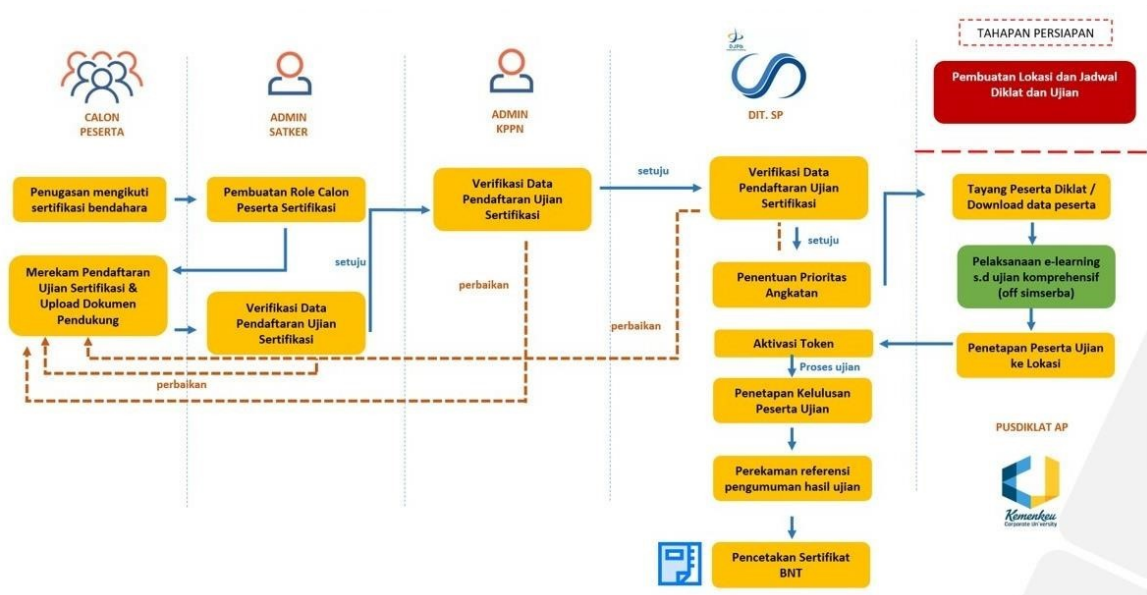 TAHAPAN PERSIAPAN
Pembuatan Lokasi dan Jadwal
Diklat dan Ujian
CALON
PESERTA
ADMIN
SATKER
ADMIN
KPPN
DJPb
DIT. SP
Penugasan mengikuti
sertifikasi bendahara
Pembuatan Role Calon
Peserta Sertifikasi
Verifikasi Data
Pendaftaran Ujian
Sertifikasi
setuju
Verifikasi Data
Pendaftaran Ujian
Sertifikasi
Tayang Peserta Diklat /
Download data peserta
setuju
Merekam Pendaftaran
Ujian Sertifikasi &
Upload Dokumen
Pendukung
setuju
Verifikasi Data
Pendaftaran Ujian
Sertifikasi
perbaikan
perbaikan
perbaikan
Penentuan Prioritas
Angkatan
Pelaksanaan e-learning
s.d ujian komprehensif
(off simserba)
Aktivasi Token
Penetapan Peserta Ujian
ke Lokasi
Proses ujian
Penetapan Kelulusan
Peserta Ujian
PUSDIKLAT AP
Perekaman referensi
pengumuman hasil ujian
Kemenkeu
Corporate University
Pencetakan Sertifikat
BNT